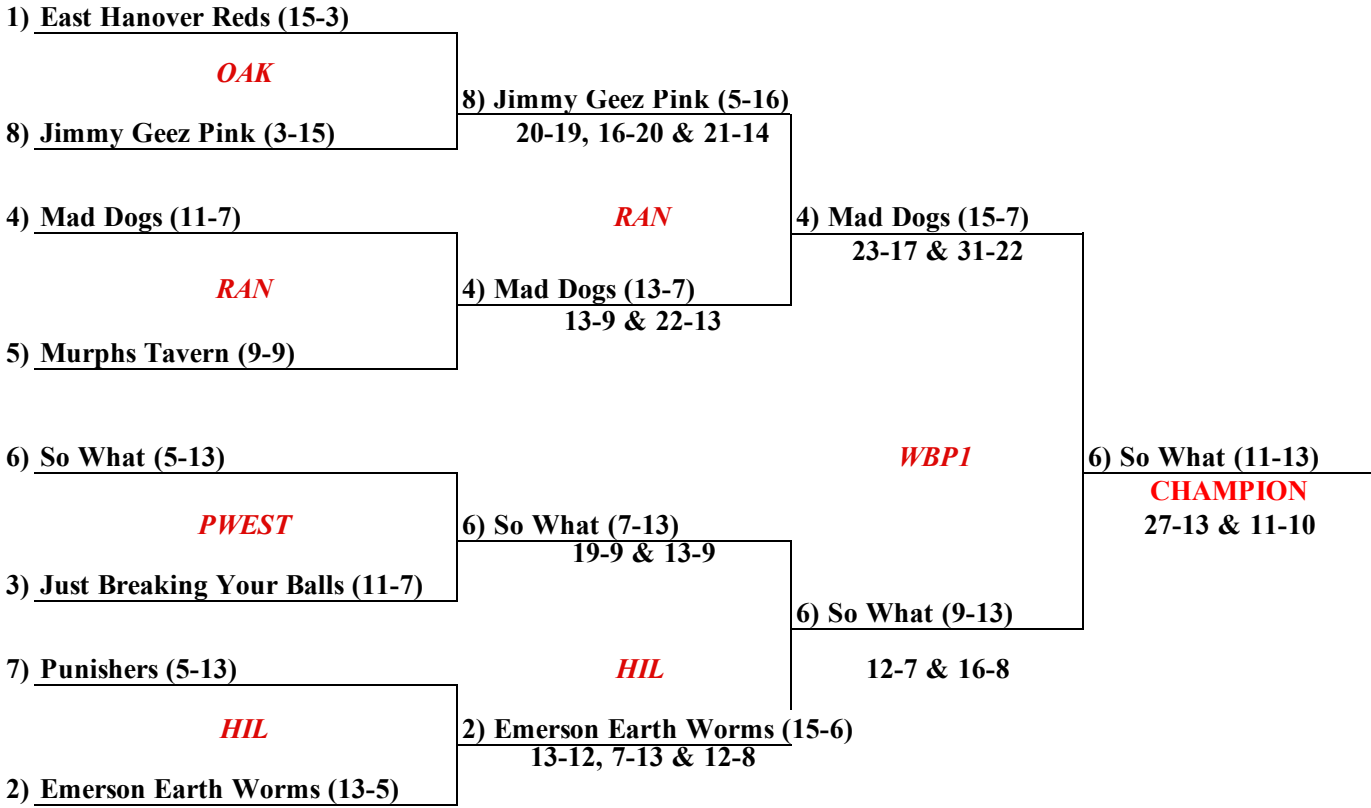 1) East Hanover Reds (15-3)
OAK
8) Jimmy Geez Pink (5-16)
8) Jimmy Geez Pink (3-15)
20-19, 16-20 & 21-14
4) Mad Dogs (11-7)
RAN
4) Mad Dogs (15-7)
23-17 & 31-22
RAN
4) Mad Dogs (13-7)
13-9 & 22-13
5) Murphs Tavern (9-9)
6) So What (5-13)
WBP1
6) So What (11-13)
CHAMPION
27-13 & 11-10
PWEST
6) So What (7-13)
19-9 & 13-9
3) Just Breaking Your Balls (11-7)
6) So What (9-13)
7) Punishers (5-13)
HIL
12-7 & 16-8
HIL
2) Emerson Earth Worms (15-6)
13-12, 7-13 & 12-8
2) Emerson Earth Worms (13-5)